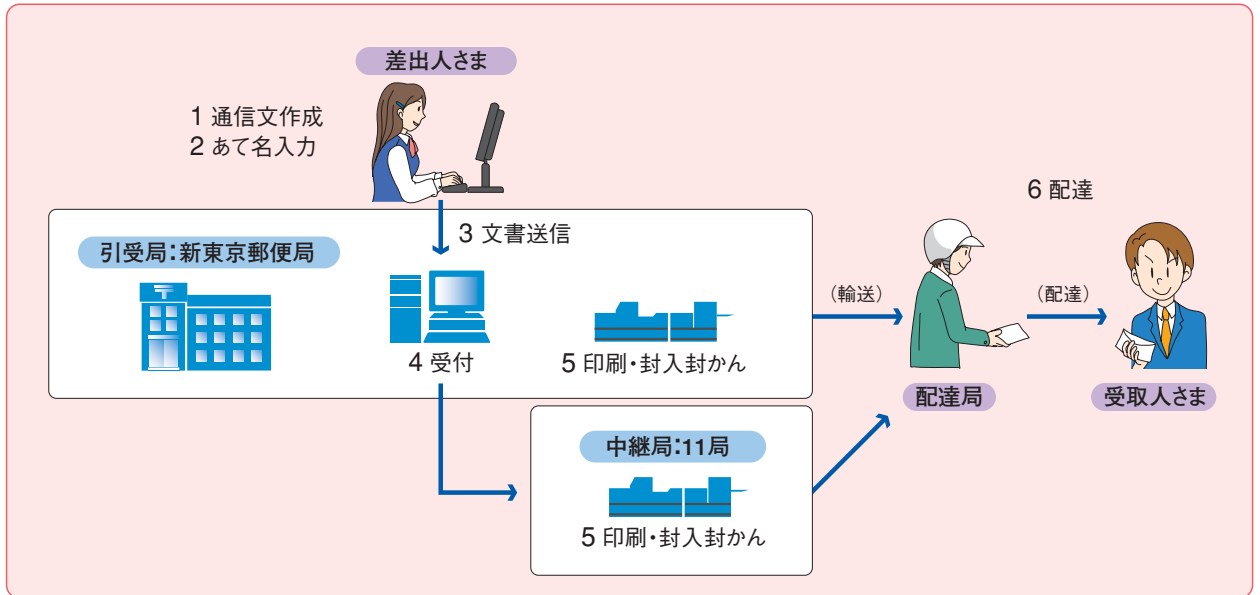 差出人さま
1 通信文作成
2 あて名入力
3 文書送信
引受局:新東京郵便局
〒
4 受付
5 印刷・封入封かん
中継局:11局
5 印刷・封入封かん
(輸送)
6 配達
(配達)
配達局
受取人さま